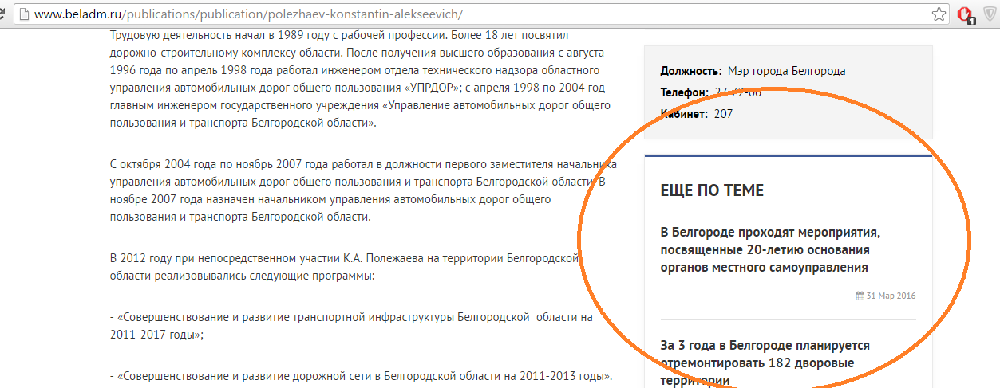 www.beladm.ru/publications/publication/polezhaev-konstantin-alekseevich/
1
Трудовую деятельность начал в 1989 году с рабочей профессии. Более 18 лет посвятил
дорожно-строительному комплексу области. После получения высшего образования с августа
1996 года по апрель 1998 года работал инженером отдела технического надзора областного
управления автомобильных дорог общего пользования «УПРДОР»; с апреля 1998 по 2004 год –
главным инженером государственного учреждения «Управление автомобильных дорог общего
пользования и транспорта Белгородской области».
С октября 2004 года по ноябрь 2007 года работал в должности первого заместителя начальника
управления автомобильных дорог общего пользования и транспорта Белгородской области. В
ноябре 2007 года назначен начальником управления автомобильных дорог общего
пользования и транспорта Белгородской области.
В 2012 году при непосредственном участии К.А. Полежаева на территории Белгородской
области реализовывались следующие программы:
- «Совершенствование и развитие транспортной инфраструктуры Белгородской области на
2011-2017 годы»;
- «Совершенствование и развитие дорожной сети в Белгородской области на 2011-2013 годы».
Должность: Мэр города Белгорода
Телефон: 27-72-06
Кабинет: 207
ЕЩЕ ПО ТЕМЕ
В Белгороде проходят мероприятия,
посвященные 20-летию основания
органов местного самоуправления
31 Мар 2016
За 3 года в Белгороде планируется
отремонтировать 182 дворовые
территории